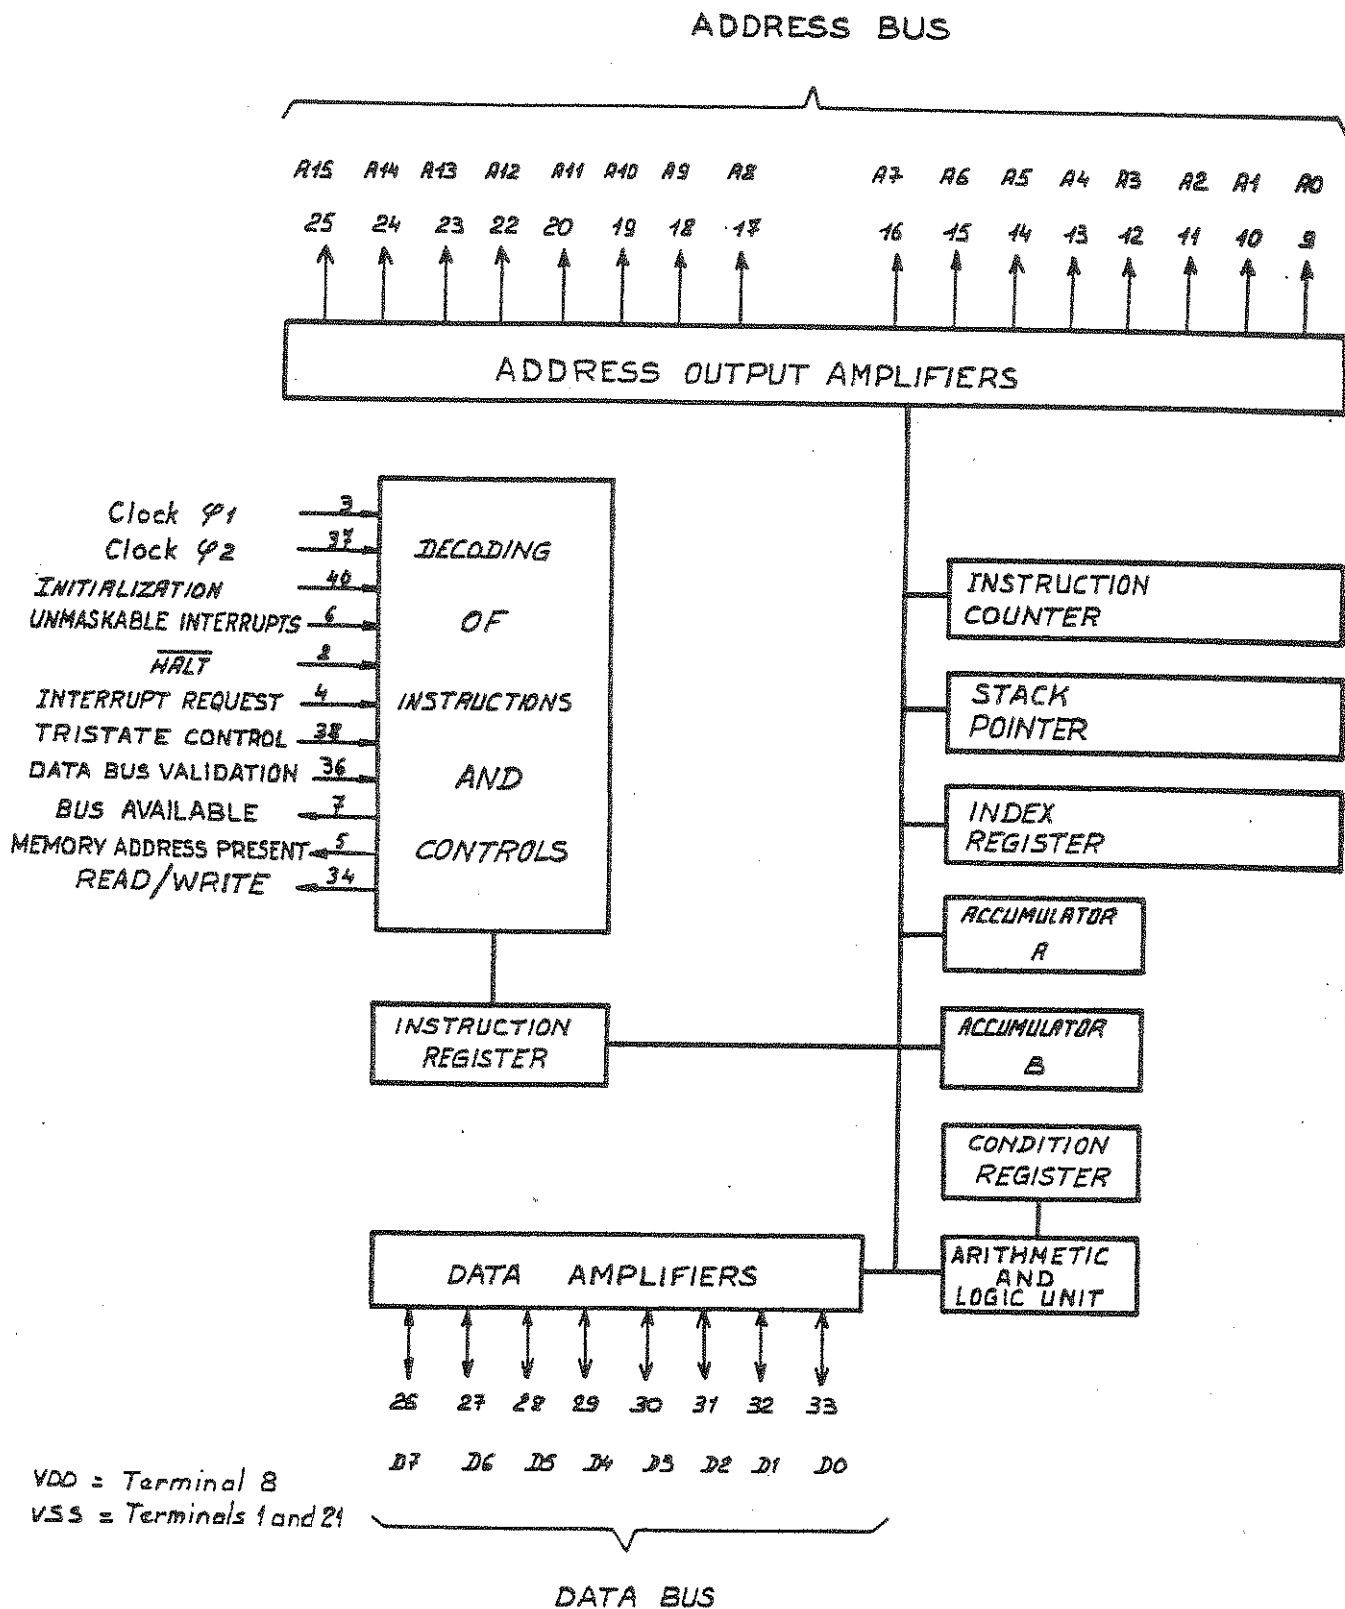 ADDRESS BUS
A15 A14 A13 A12 A11 A10 A9 A8 A7 A6 A5 A4 A3 A2 A1 A0
25 24 23 22 20 19 18 17 16 15 14 13 12 11 10 9
ADDRESS OUTPUT AMPLIFIERS
Clock φ1 3
Clock φ2 37
INITIALIZATION 40
UNMASKABLE INTERRUPTS 6
HALT 2
INTERRUPT REQUEST 4
TRISTATE CONTROL 38
DATA BUS VALIDATION 36
BUS AVAILABLE 7
MEMORY ADDRESS PRESENT 5
READ/WRITE 34
DECODING
OF
INSTRUCTIONS
AND
CONTROLS
INSTRUCTION
COUNTER
STACK
POINTER
INDEX
REGISTER
ACCUMULATOR
A
INSTRUCTION
REGISTER
ACCUMULATOR
B
CONDITION
REGISTER
DATA AMPLIFIERS
ARITHMETIC
AND
LOGIC UNIT
26 27 28 29 30 31 32 33
D7 D6 D5 D4 D3 D2 D1 D0
VDD = Terminal 8
VSS = Terminals 1 and 21
DATA BUS